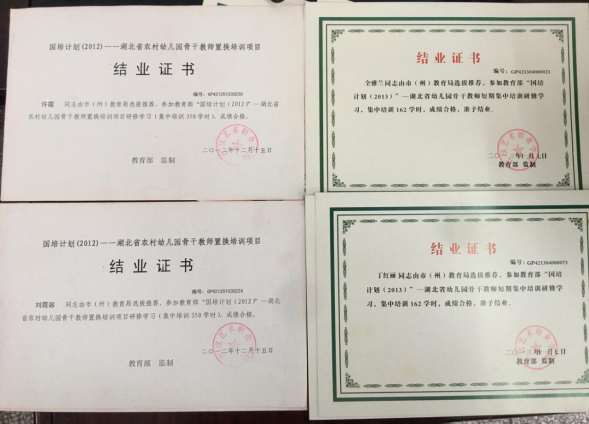 国培计划(2012)——湖北省农村幼儿园骨干教师置换培训项目
结 业 证 书
编号: GP421201030250
许霞 同志由市（州）教育局选拔推荐，参加教育部“国培计划(2012)”—湖北省
农村幼儿园骨干教师置换培训项目研修学习（集中培训350学时），成绩合格。
二〇一二年十二月十五日
教育部 监制
结 业 证 书
编号: GP421304000021
全雅兰同志由市（州）教育局选拔推荐，参加教育部“国培
计划（2013）”—湖北省幼儿园骨干教师短期集中培训研修学
习，集中培训 162 学时，成绩合格，准予结业。
教育部 监制
国培计划(2012)——湖北省农村幼儿园骨干教师置换培训项目
结 业 证 书
编号: GP421201030224
刘霞容 同志由市（州）教育局选拔推荐，参加教育部“国培计划(2012)”—湖北
省农村幼儿园骨干教师置换培训项目研修学习（集中培训350学时），成绩合格。
二〇一二年十二月十五日
教育部 监制
结 业 证 书
编号: GP421304000073
丁红丽同志由市（州）教育局选拔推荐，参加教育部“国培
计划（2013）”—湖北省幼儿园骨干教师短期集中培训研修学
习，集中培训 162 学时，成绩合格，准予结业。
教育部 监制